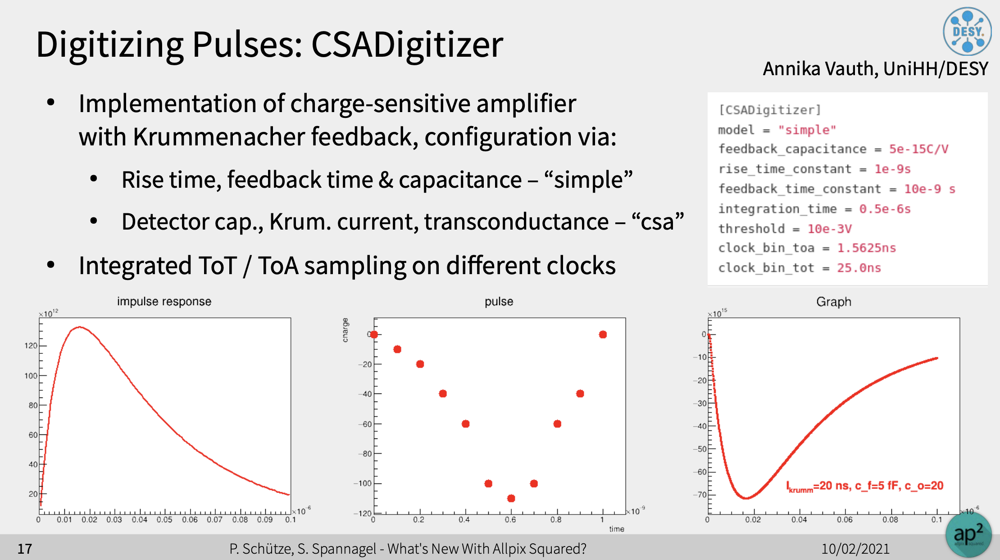 Digitizing Pulses: CSADigitizer
DESY.
Annika Vauth, UniHH/DESY
• Implementation of charge-sensitive amplifier
with Krummenacher feedback, configuration via:
• Rise time, feedback time & capacitance – “simple”
• Detector cap., Krum. current, transconductance – “csa”
• Integrated ToT / ToA sampling on different clocks
[CSADigitizer]
model = "simple"
feedback_capacitance = 5e-15C/V
rise_time_constant = 1e-9s
feedback_time_constant = 10e-9 s
integration_time = 0.5e-6s
threshold = 10e-3V
clock_bin_toa = 1.5625ns
clock_bin_tot = 25.0ns
impulse response
×10¹²
120
100
80
60
40
20
0 0.01 0.02 0.03 0.04 0.05 0.06 0.07 0.08 0.09 0.1
×10⁻⁶
pulse
charge
0
−20
−40
−60
−80
−100
−120
0 0.2 0.4 0.6 0.8 1
×10⁻⁹
time
Graph
×10¹⁵
0
−10
−20
−30
−40
−50
−60
−70
I_krumm=20 ns, c_f=5 fF, c_o=20
0 0.02 0.04 0.06 0.08 0.1
×10⁻⁶
17
P. Schütze, S. Spannagel - What's New With Allpix Squared?
10/02/2021
ap²
allpix squared